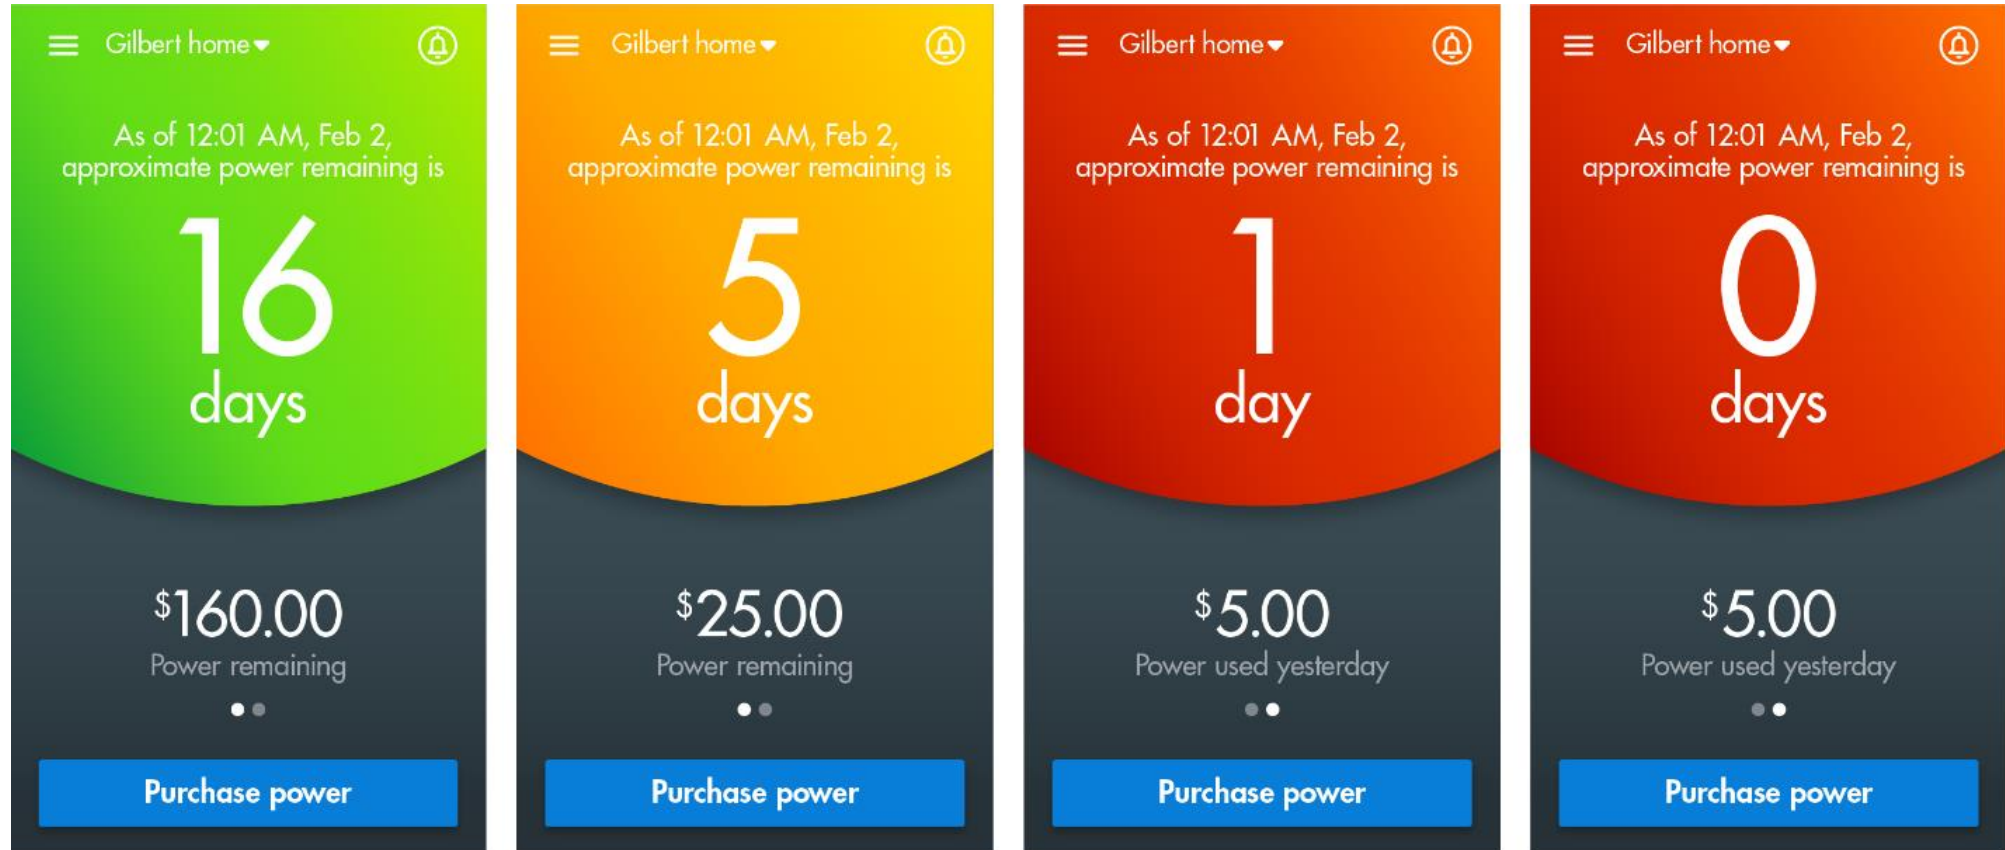 Gilbert home
As of 12:01 AM, Feb 2,
approximate power remaining is
16
days
$160.00
Power remaining
Purchase power
Gilbert home
As of 12:01 AM, Feb 2,
approximate power remaining is
5
days
$25.00
Power remaining
Purchase power
Gilbert home
As of 12:01 AM, Feb 2,
approximate power remaining is
1
day
$5.00
Power used yesterday
Purchase power
Gilbert home
As of 12:01 AM, Feb 2,
approximate power remaining is
0
days
$5.00
Power used yesterday
Purchase power